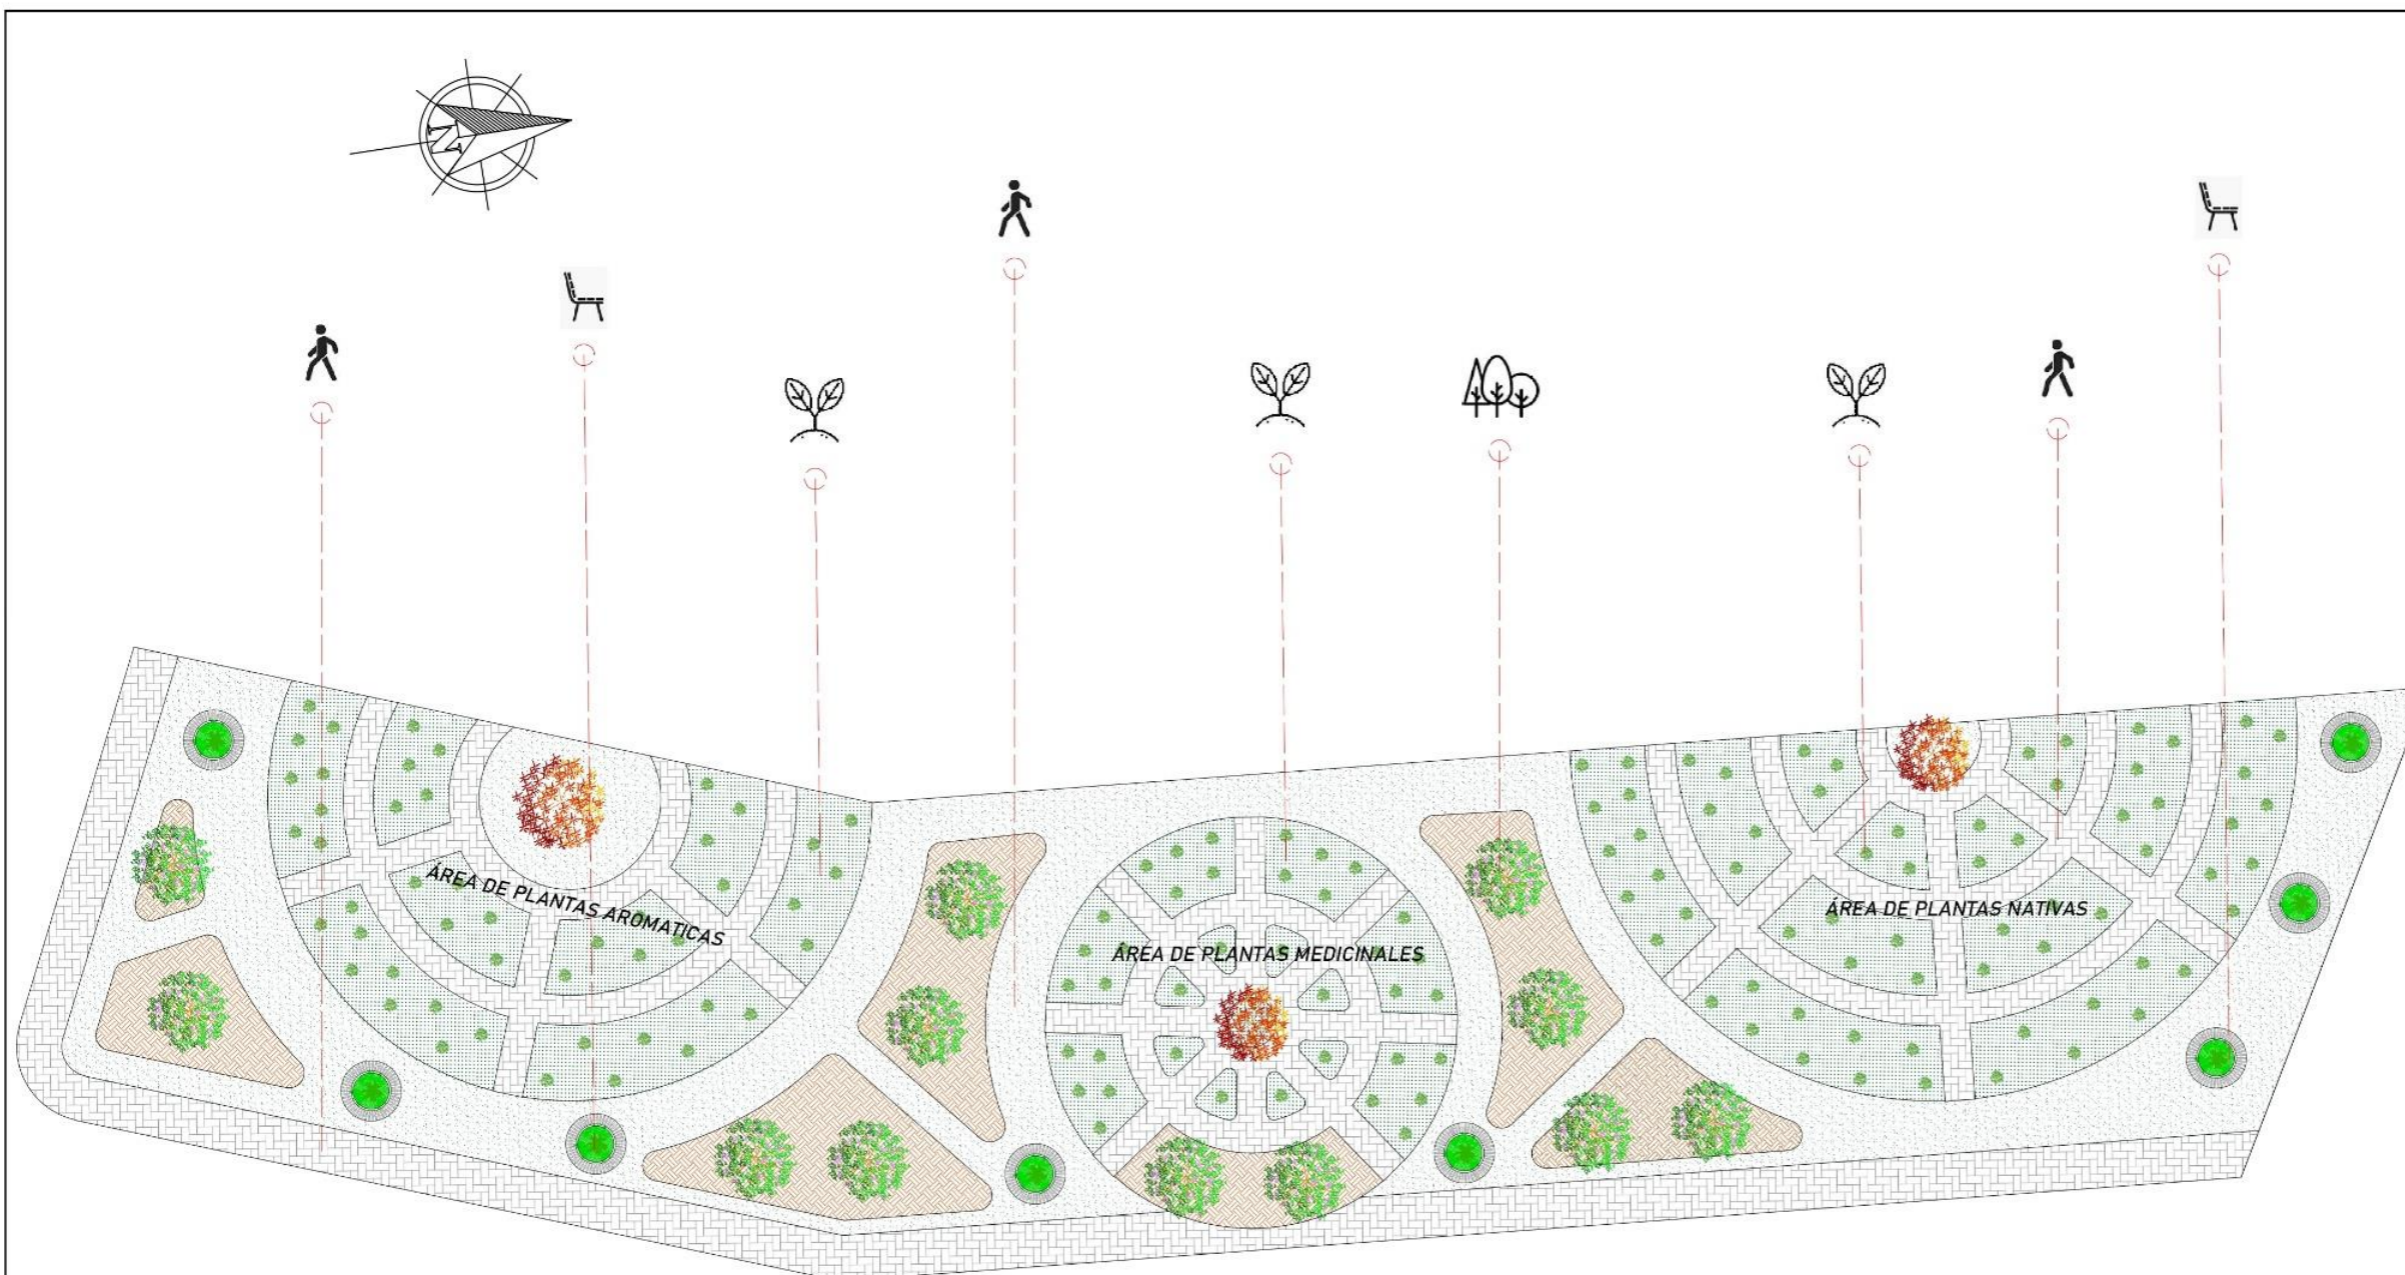 N
ÁREA DE PLANTAS AROMATICAS
ÁREA DE PLANTAS MEDICINALES
ÁREA DE PLANTAS NATIVAS